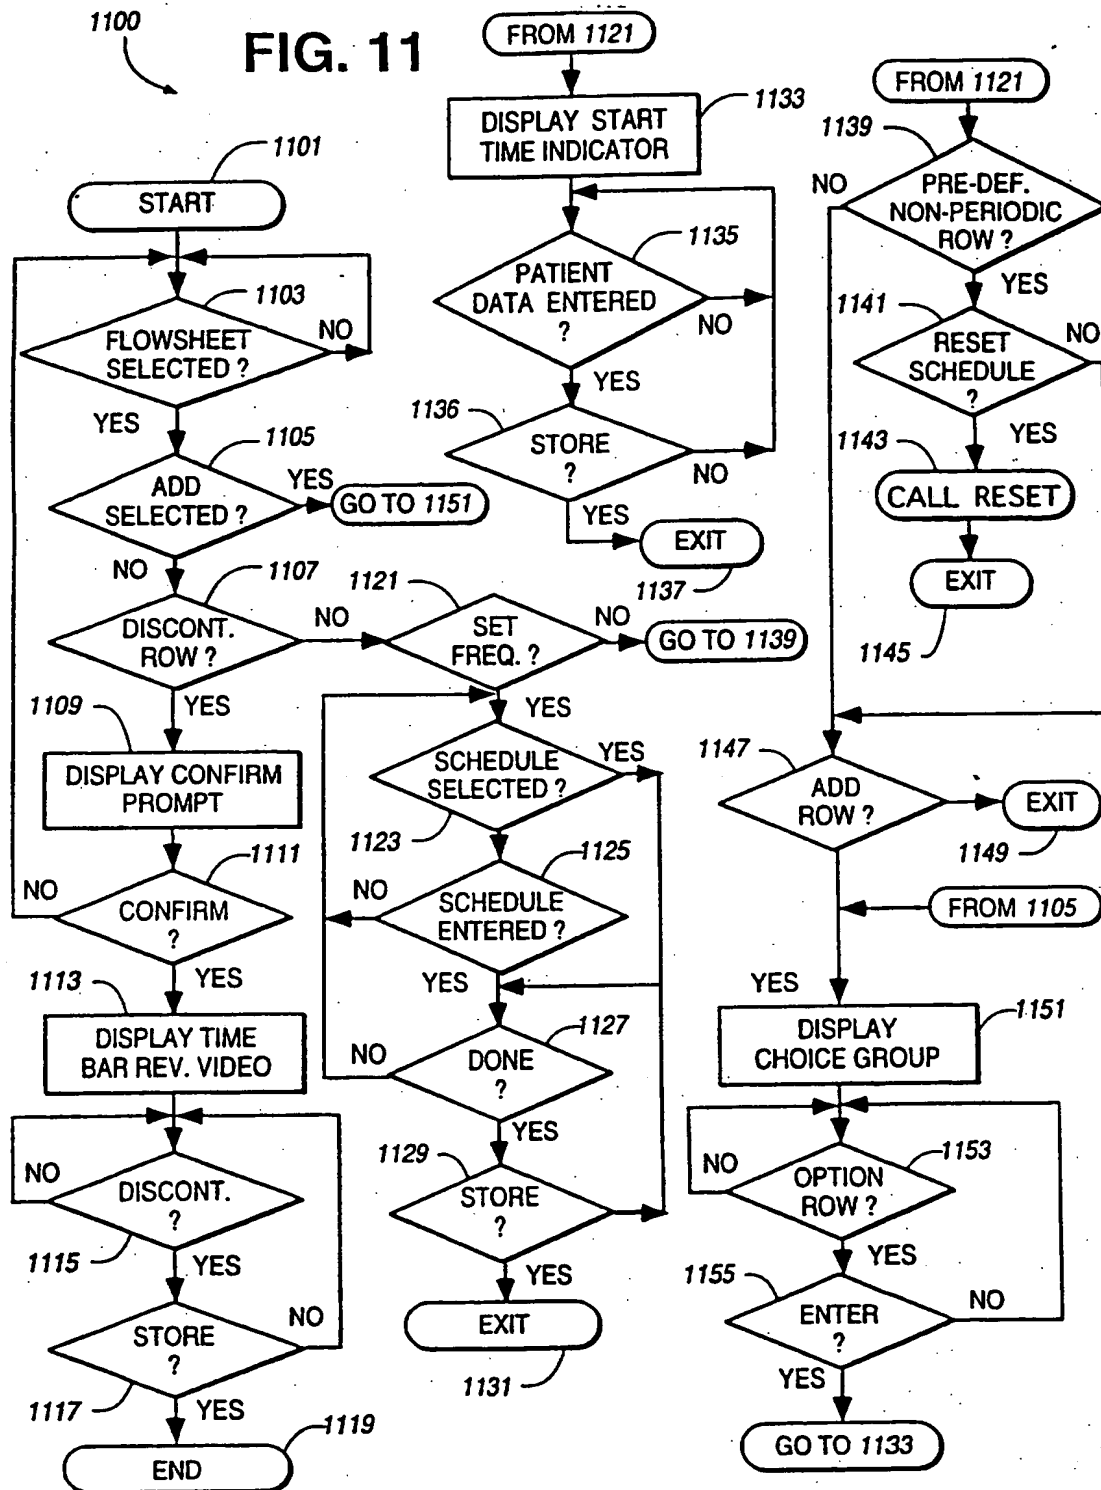 1100
FIG. 11
1101
START
1103
FLOWSHEET
SELECTED ?
NO
YES
1105
ADD
SELECTED ?
YES
GO TO 1151
NO
1107
DISCONT.
ROW ?
NO
YES
1109
DISPLAY CONFIRM
PROMPT
1111
NO
CONFIRM
?
YES
1113
DISPLAY TIME
BAR REV. VIDEO
NO
DISCONT.
?
1115
YES
STORE
?
NO
1117
YES
1119
END
1121
SET
FREQ. ?
NO
GO TO 1139
YES
SCHEDULE
SELECTED ?
YES
1123
1125
NO
SCHEDULE
ENTERED ?
YES
1127
NO
DONE
?
YES
1129
STORE
?
YES
EXIT
1131
FROM 1121
1133
DISPLAY START
TIME INDICATOR
1135
PATIENT
DATA ENTERED
?
NO
YES
1136
STORE
?
NO
YES
EXIT
1137
FROM 1121
1139
NO
PRE-DEF.
NON-PERIODIC
ROW ?
YES
1141
NO
RESET
SCHEDULE
?
YES
1143
CALL RESET
EXIT
1145
1147
ADD
ROW ?
EXIT
1149
FROM 1105
YES
1151
DISPLAY
CHOICE GROUP
1153
NO
OPTION
ROW ?
YES
1155
ENTER
?
NO
YES
GO TO 1133